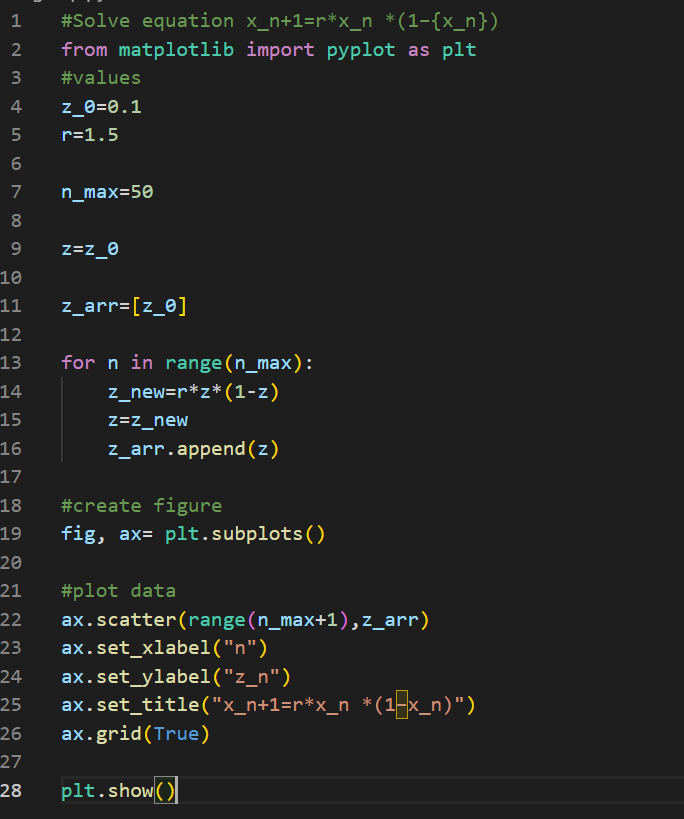 1 #Solve equation x_n+1=r*x_n *(1−{x_n})
2 from matplotlib import pyplot as plt
3 #values
4 z_0=0.1
5 r=1.5
6
7 n_max=50
8
9 z=z_0
10
11 z_arr=[z_0]
12
13 for n in range(n_max):
14     z_new=r*z*(1-z)
15     z=z_new
16     z_arr.append(z)
17
18 #create figure
19 fig, ax= plt.subplots()
20
21 #plot data
22 ax.scatter(range(n_max+1),z_arr)
23 ax.set_xlabel("n")
24 ax.set_ylabel("z_n")
25 ax.set_title("x_n+1=r*x_n *(1−x_n)")
26 ax.grid(True)
27
28 plt.show()